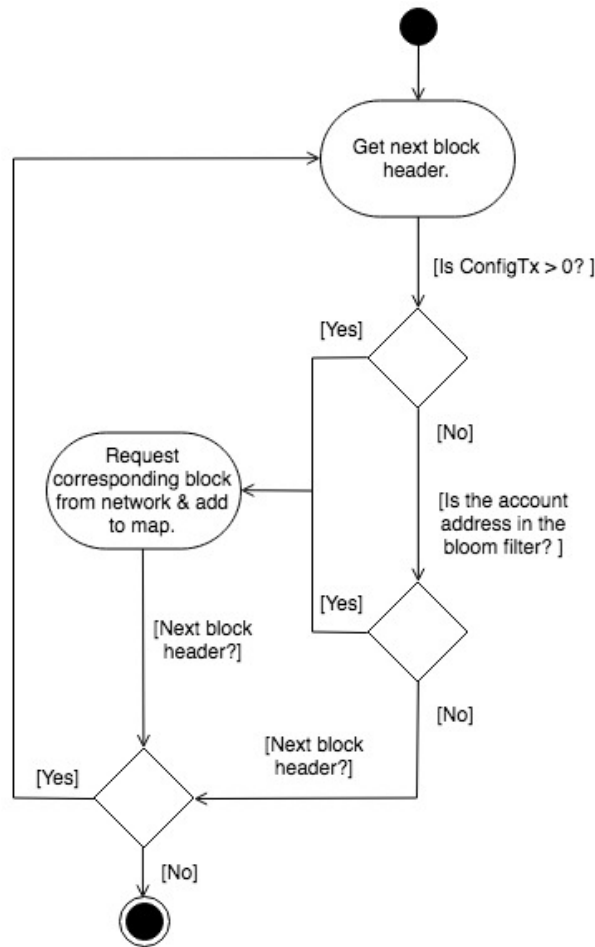 Get next block
header.
[Is ConfigTx > 0? ]
[Yes]
[No]
Request
corresponding block
from network & add
to map.
[Is the account
address in the
bloom filter? ]
[Yes]
[Next block
header?]
[No]
[Next block
header?]
[Yes]
[No]